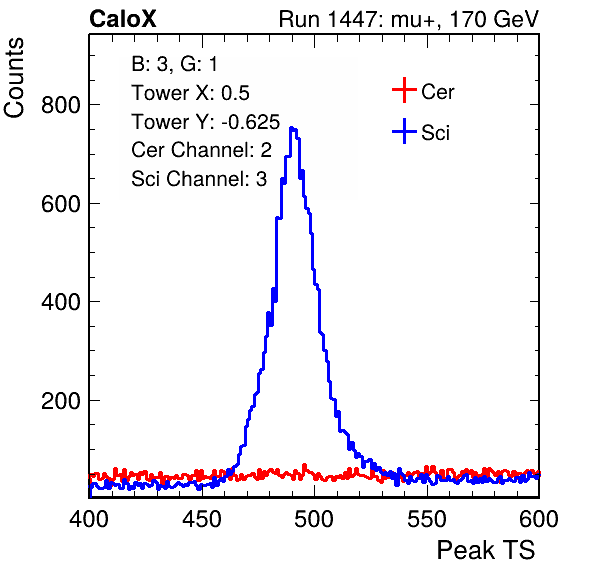 CaloX Run 1447: mu+, 170 GeV
Counts
B: 3, G: 1
Tower X: 0.5
Tower Y: -0.625
Cer Channel: 2
Sci Channel: 3
Cer
Sci
800
600
400
200
400 450 500 550 600
Peak TS